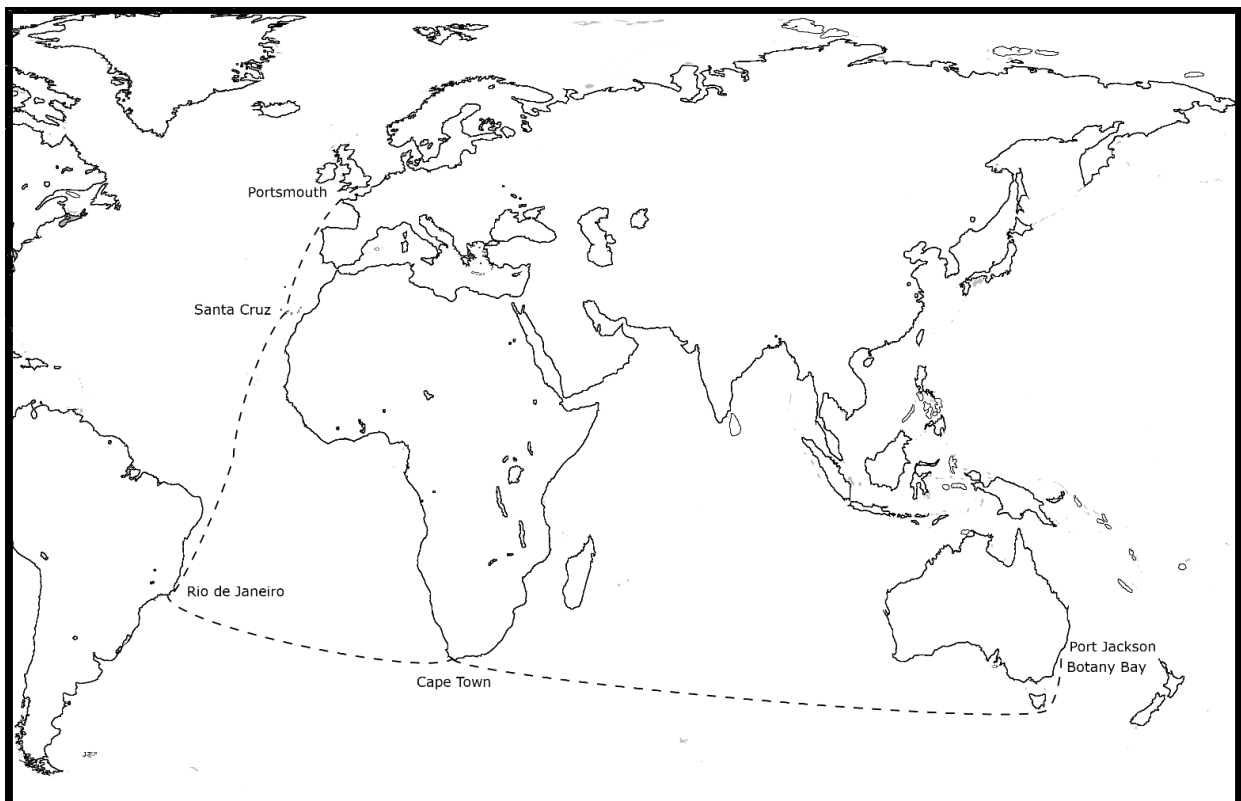 Portsmouth
Santa Cruz
Rio de Janeiro
Cape Town
Port Jackson
Botany Bay